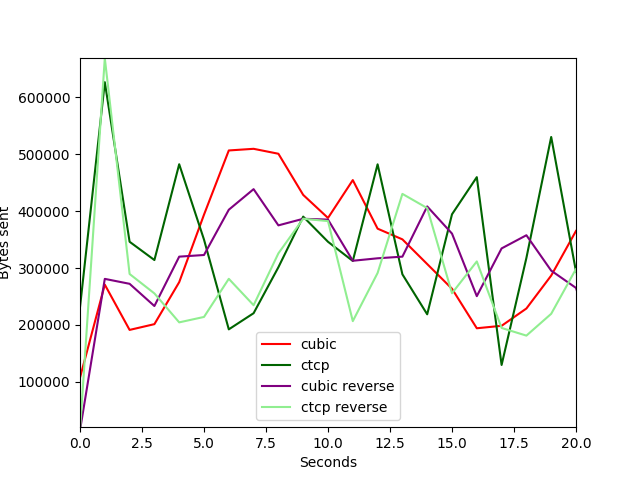 600000
500000
400000
300000
200000
100000
Bytes sent
0.0 2.5 5.0 7.5 10.0 12.5 15.0 17.5 20.0
Seconds
cubic
ctcp
cubic reverse
ctcp reverse